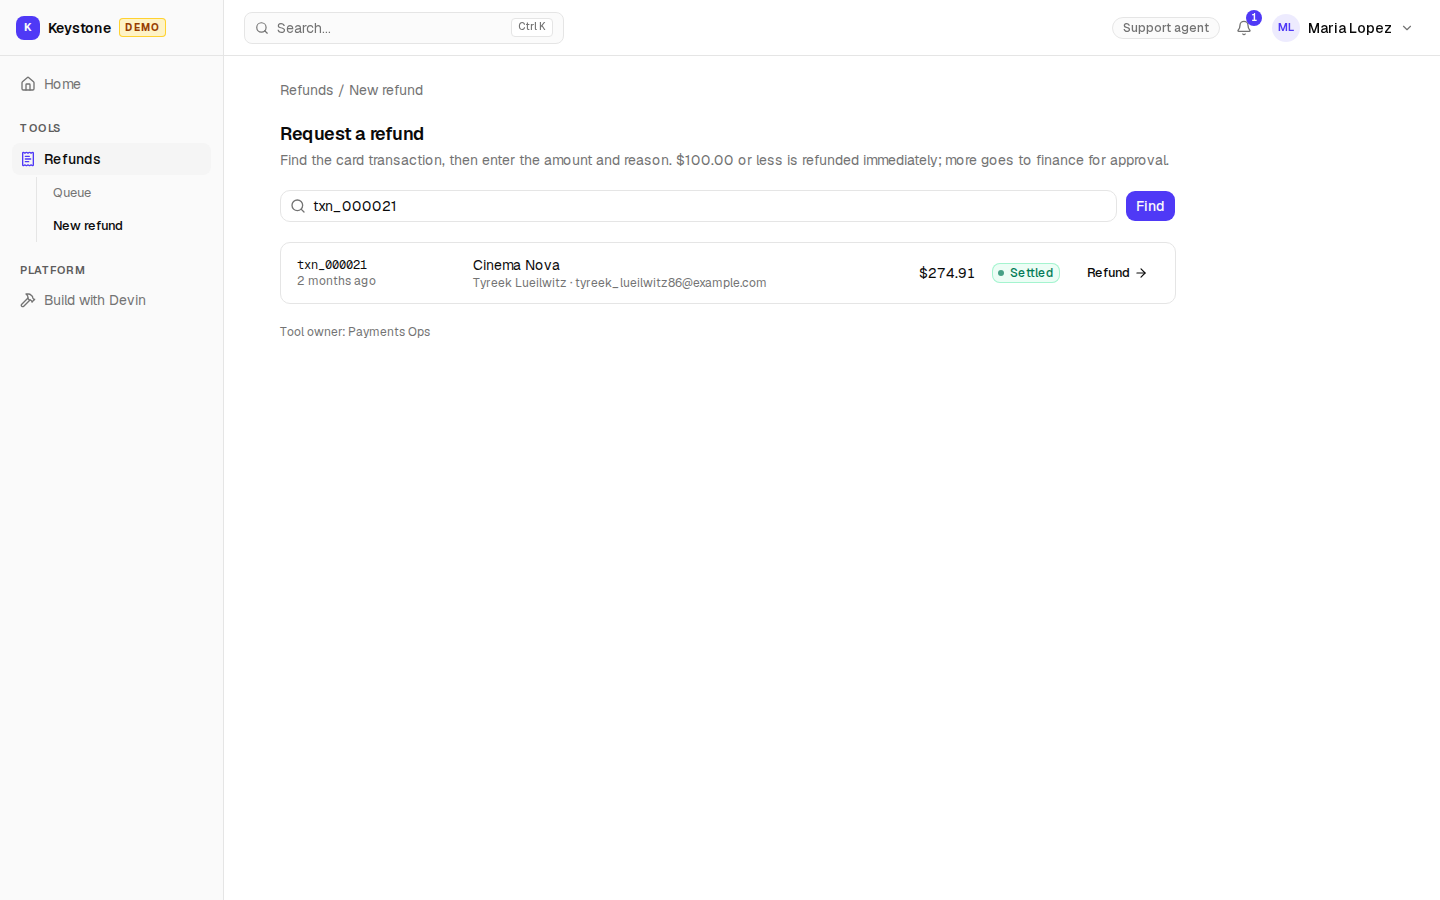 K Keystone DEMO
Search...
Ctrl K
Support agent
1
ML Maria Lopez
Home
TOOLS
Refunds
Queue
New refund
PLATFORM
Build with Devin
Refunds / New refund
Request a refund
Find the card transaction, then enter the amount and reason. $100.00 or less is refunded immediately; more goes to finance for approval.
txn_000021
Find
txn_000021
2 months ago
Cinema Nova
Tyreek Lueilwitz · tyreek_lueilwitz86@example.com
$274.91
Settled
Refund →
Tool owner: Payments Ops